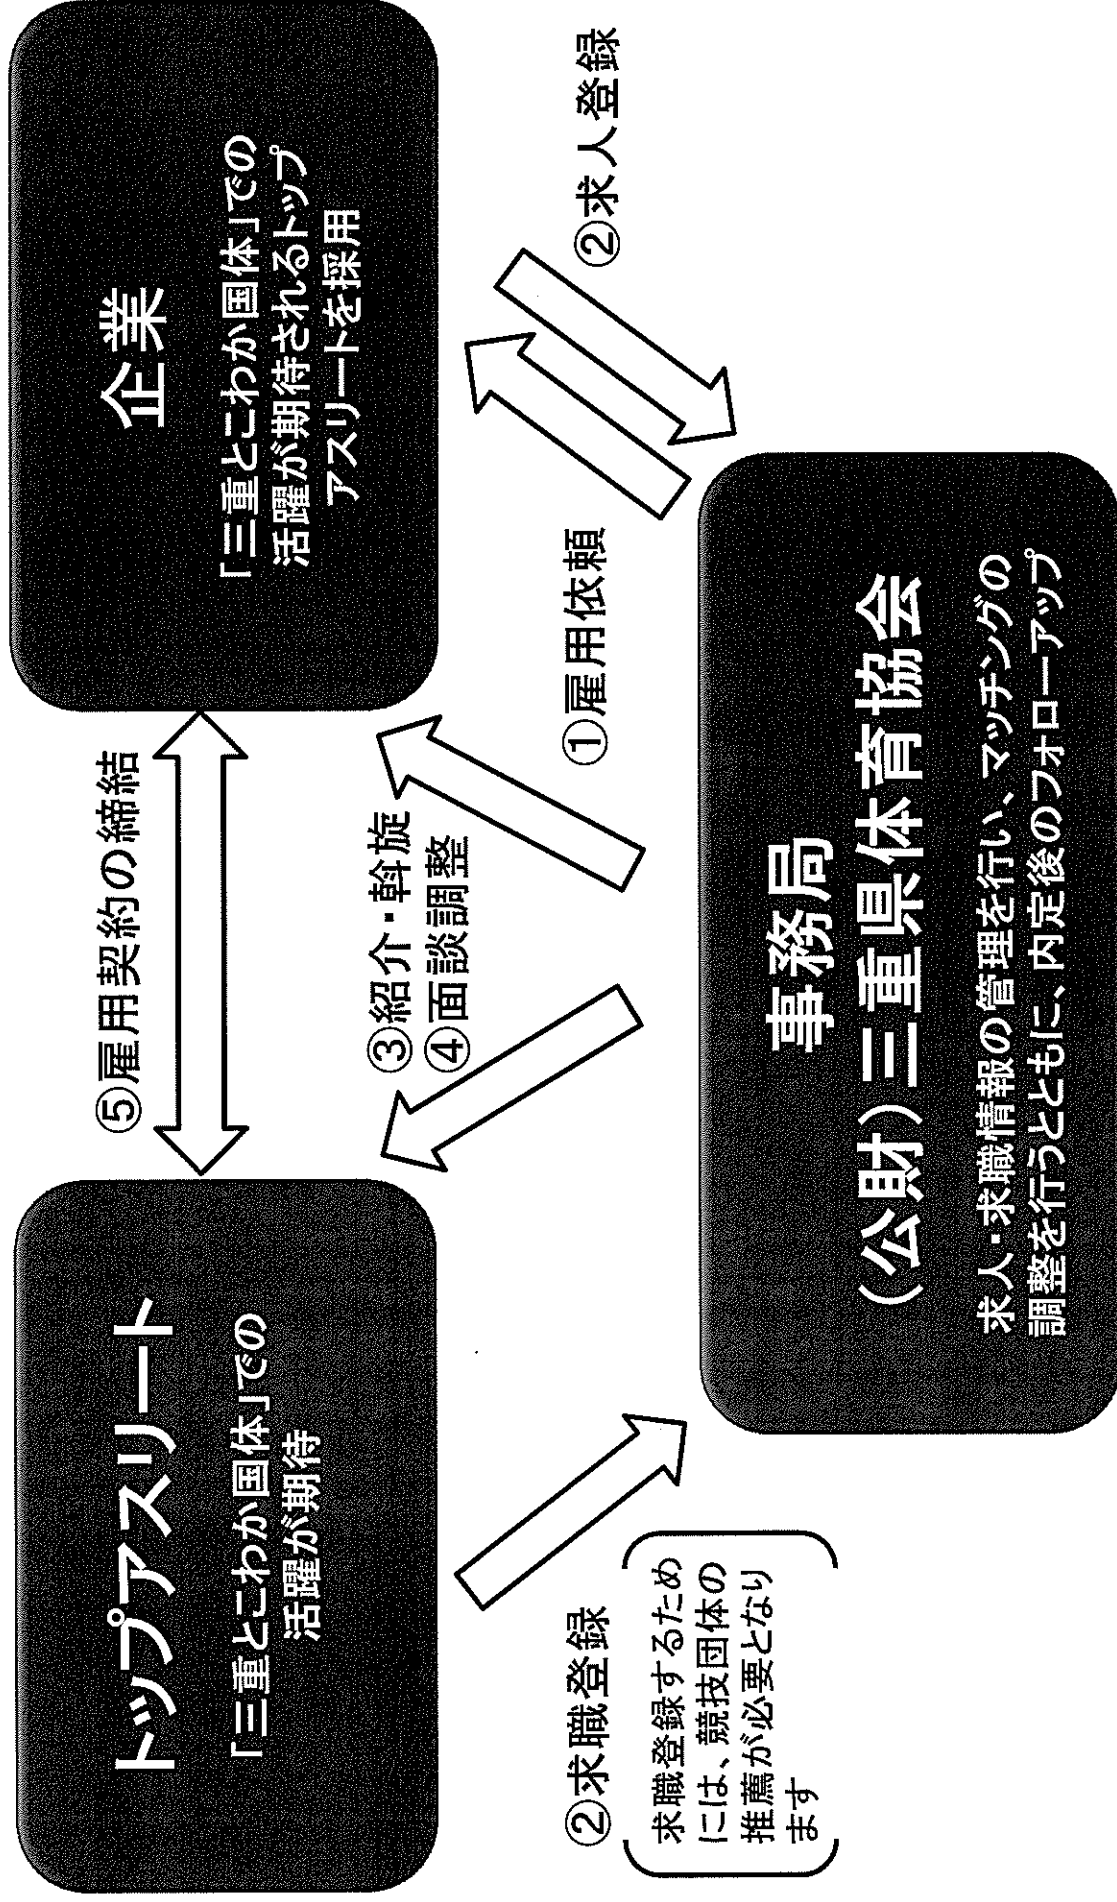 トップアスリート
「三重とこわか国体」での
活躍が期待
⑤雇用契約の締結
企業
「三重とこわか国体」での
活躍が期待されるトップ
アスリートを採用
③紹介・斡旋
④面談調整
①雇用依頼
②求人登録
②求職登録
求職登録するため
には、競技団体の
推薦が必要となり
ます
事務局
(公財)三重県体育協会
求人・求職情報の管理を行い、マッチングの
調整を行うとともに、内定後のフォローアップ